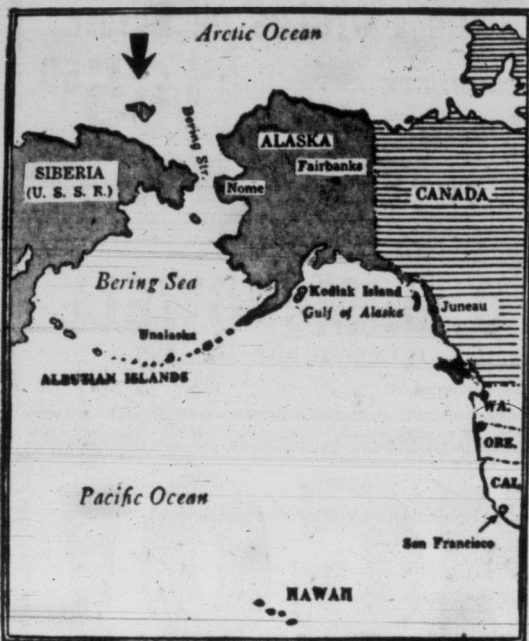 Arctic Ocean
Bering Str.
ALASKA
Fairbanks
SIBERIA
(U. S. S. R.)
Nome
CANADA
Bering Sea
Kodiak Island
Gulf of Alaska
Juneau
Unalaska
ALEUTIAN ISLANDS
WA.
ORE.
Pacific Ocean
CAL.
San Francisco
HAWAII